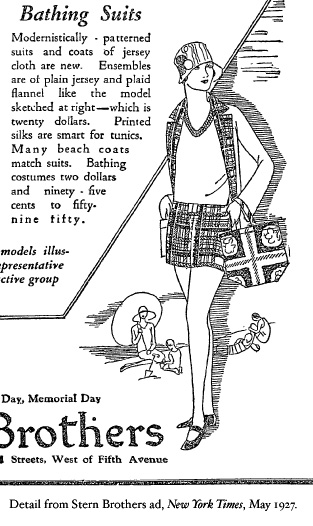 Bathing Suits
Modernistically - patterned
suits and coats of jersey
cloth are new. Ensembles
are of plain jersey and plaid
flannel like the model
sketched at right—which is
twenty dollars. Printed
silks are smart for tunics.
Many beach coats
match suits. Bathing
costumes two dollars
and ninety - five
cents to fifty-
nine fifty.
models illus-
epresentative
ctive group
Day, Memorial Day
Brothers
Streets, West of Fifth Avenue
Detail from Stern Brothers ad, New York Times, May 1927.